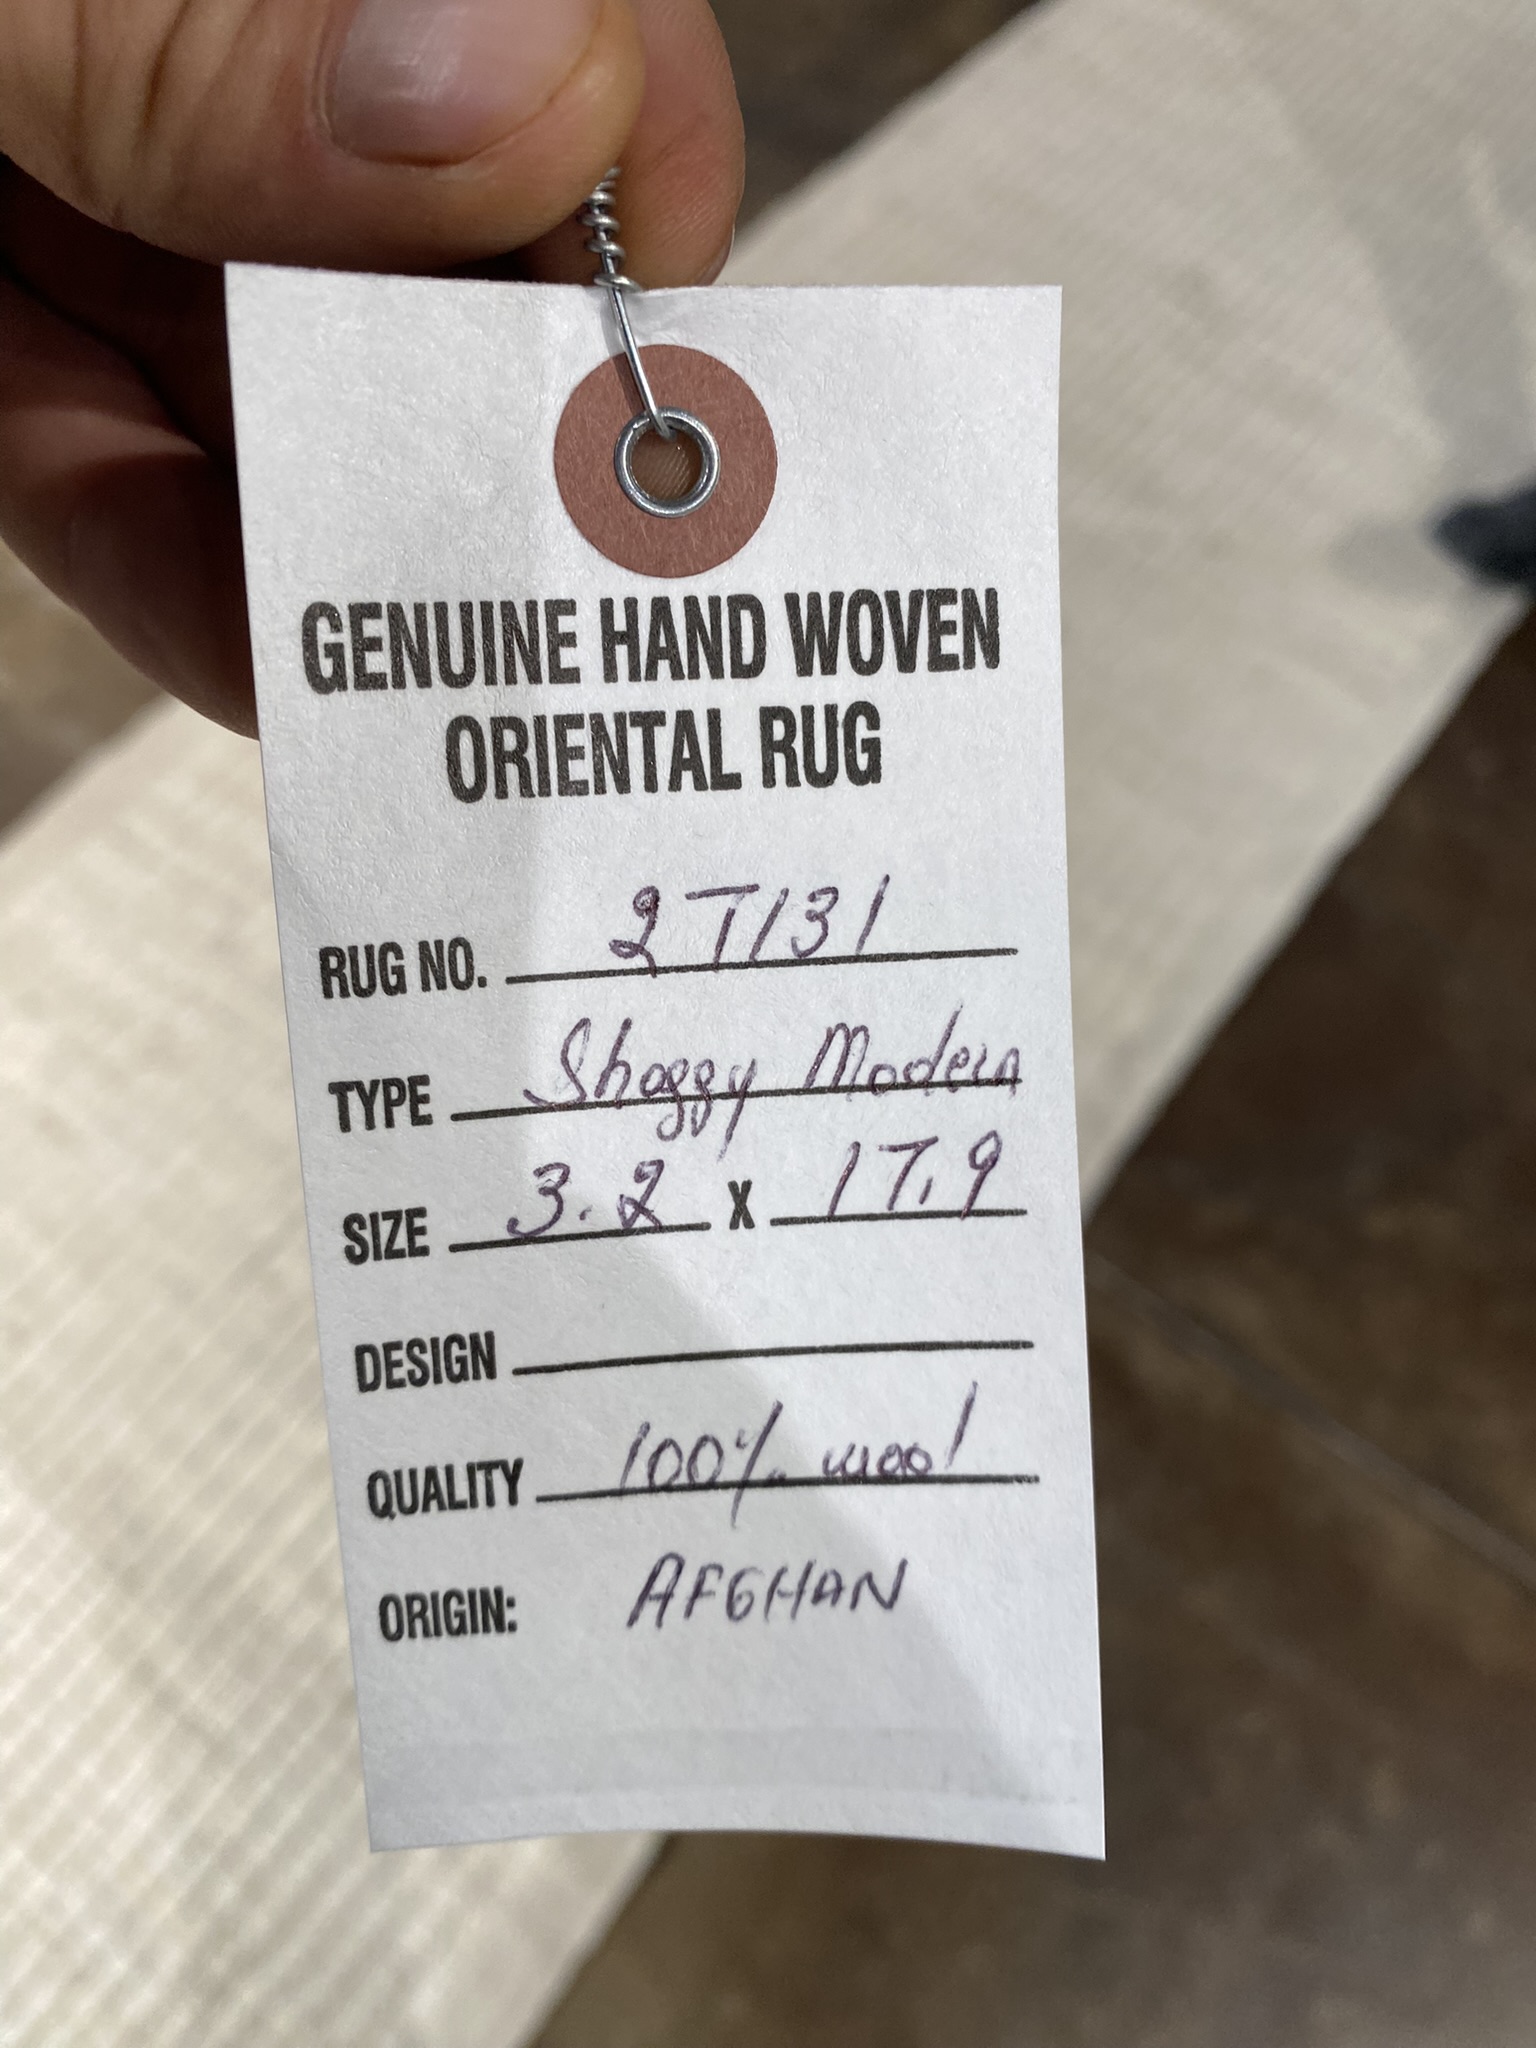 GENUINE HAND WOVEN
ORIENTAL RUG
RUG NO. 27131
TYPE Shaggy Modern
SIZE 3.2 X 17.9
DESIGN
QUALITY 100% wool
ORIGIN: AFGHAN